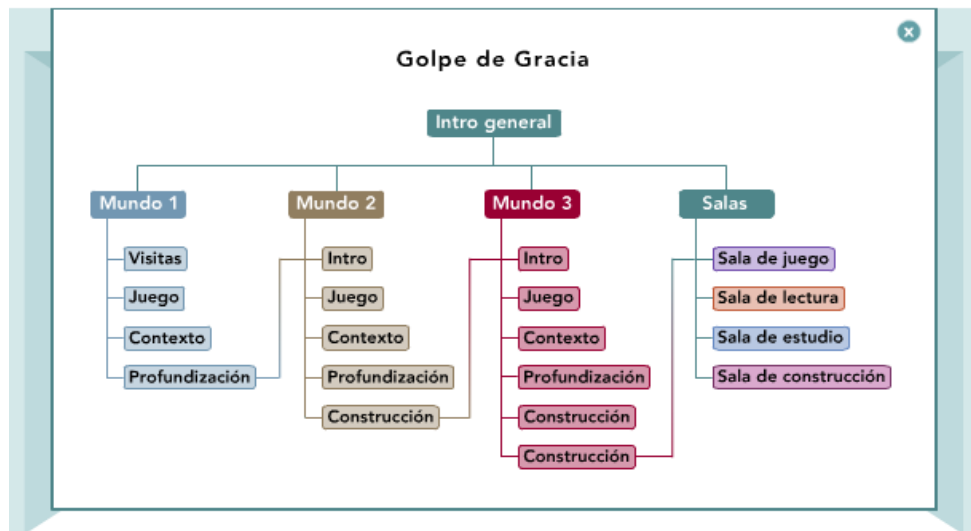 x
Golpe de Gracia
Intro general
Mundo 1
Visitas
Juego
Contexto
Profundización
Mundo 2
Intro
Juego
Contexto
Profundización
Construcción
Mundo 3
Intro
Juego
Contexto
Profundización
Construcción
Construcción
Salas
Sala de juego
Sala de lectura
Sala de estudio
Sala de construcción